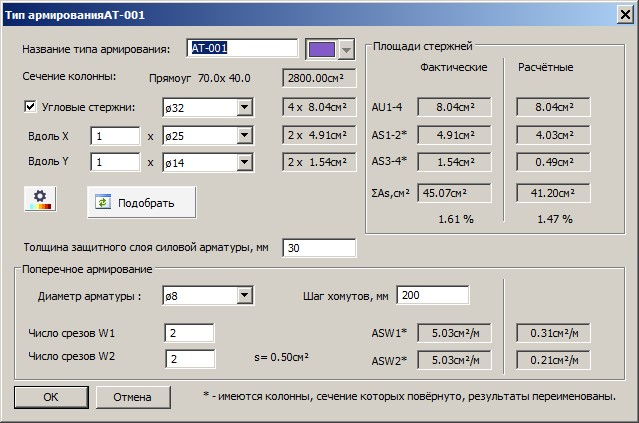 Тип армированияAT-001
Название типа армирования: AT-001
Площади стержней
Сечение колонны: Прямоуг 70.0x 40.0 2800.00см²
Фактические Расчётные
Угловые стержни: ø32 4 x 8.04см²
AU1-4 8.04см² 8.04см²
Вдоль X 1 x ø25 2 x 4.91см²
AS1-2* 4.91см² 4.03см²
Вдоль Y 1 x ø14 2 x 1.54см²
AS3-4* 1.54см² 0.49см²
Подобрать
ΣAs,см² 45.07см² 41.20см²
1.61 % 1.47 %
Толщина защитного слоя силовой арматуры, мм 30
Поперечное армирование
Диаметр арматуры : ø8 Шаг хомутов, мм 200
Число срезов W1 2 ASW1* 5.03см²/м 0.31см²/м
Число срезов W2 2 s= 0.50см² ASW2* 5.03см²/м 0.21см²/м
OK Отмена * - имеются колонны, сечение которых повёрнуто, результаты переименованы.